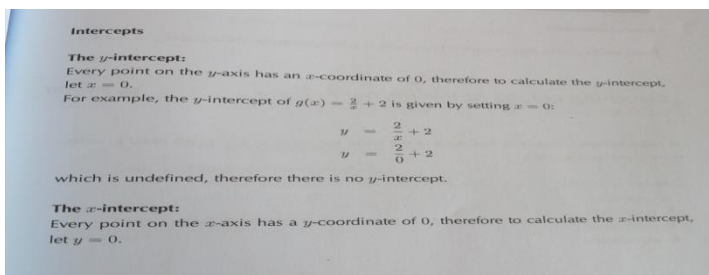 Intercepts
The y-intercept:
Every point on the y-axis has an x-coordinate of 0, therefore to calculate the y-intercept,
let x = 0.
For example, the y-intercept of g(x) = 2/x + 2 is given by setting x = 0:
y = 2/x + 2
y = 2/0 + 2
which is undefined, therefore there is no y-intercept.
The x-intercept:
Every point on the x-axis has a y-coordinate of 0, therefore to calculate the x-intercept,
let y = 0.